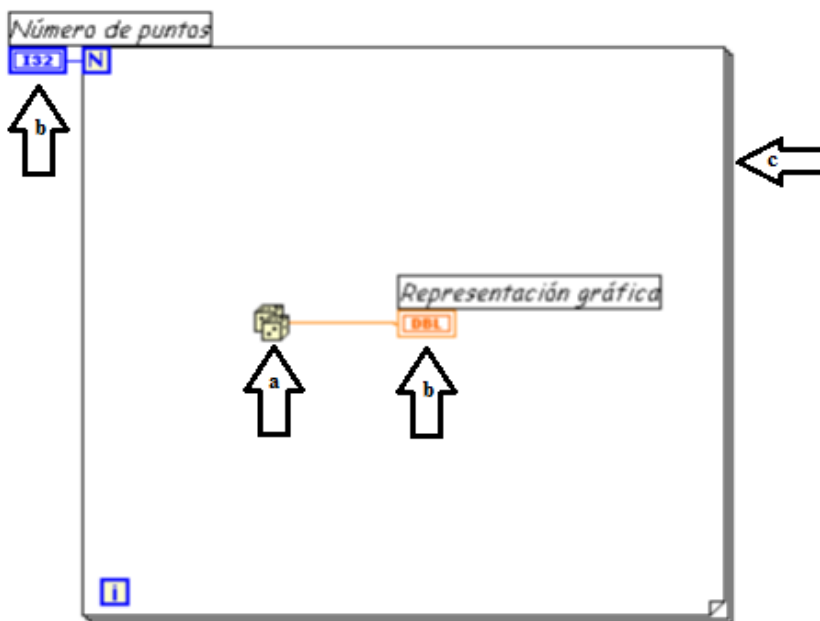 Número de puntos
I32
N
b
c
Representación gráfica
DBL
a
b
i